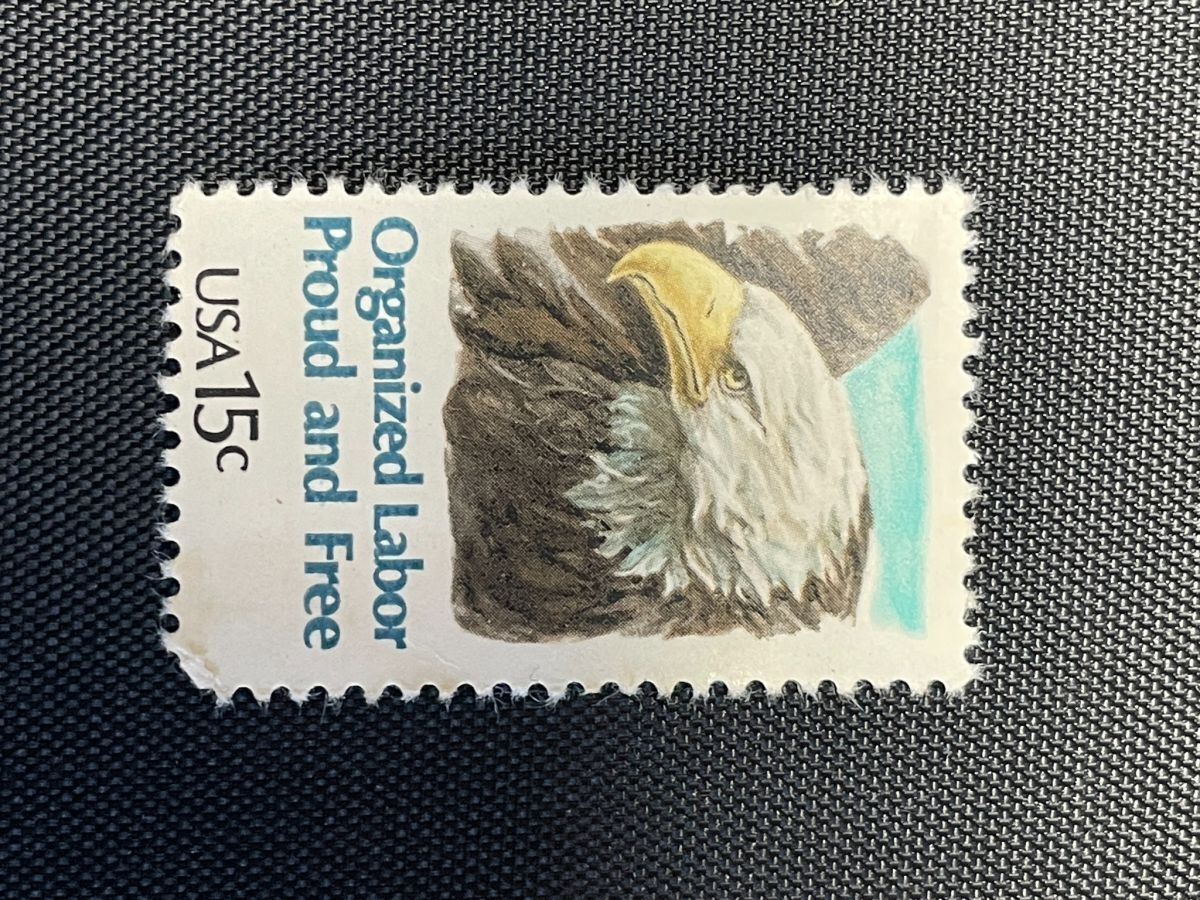 Organized Labor
Proud and Free
USA 15c